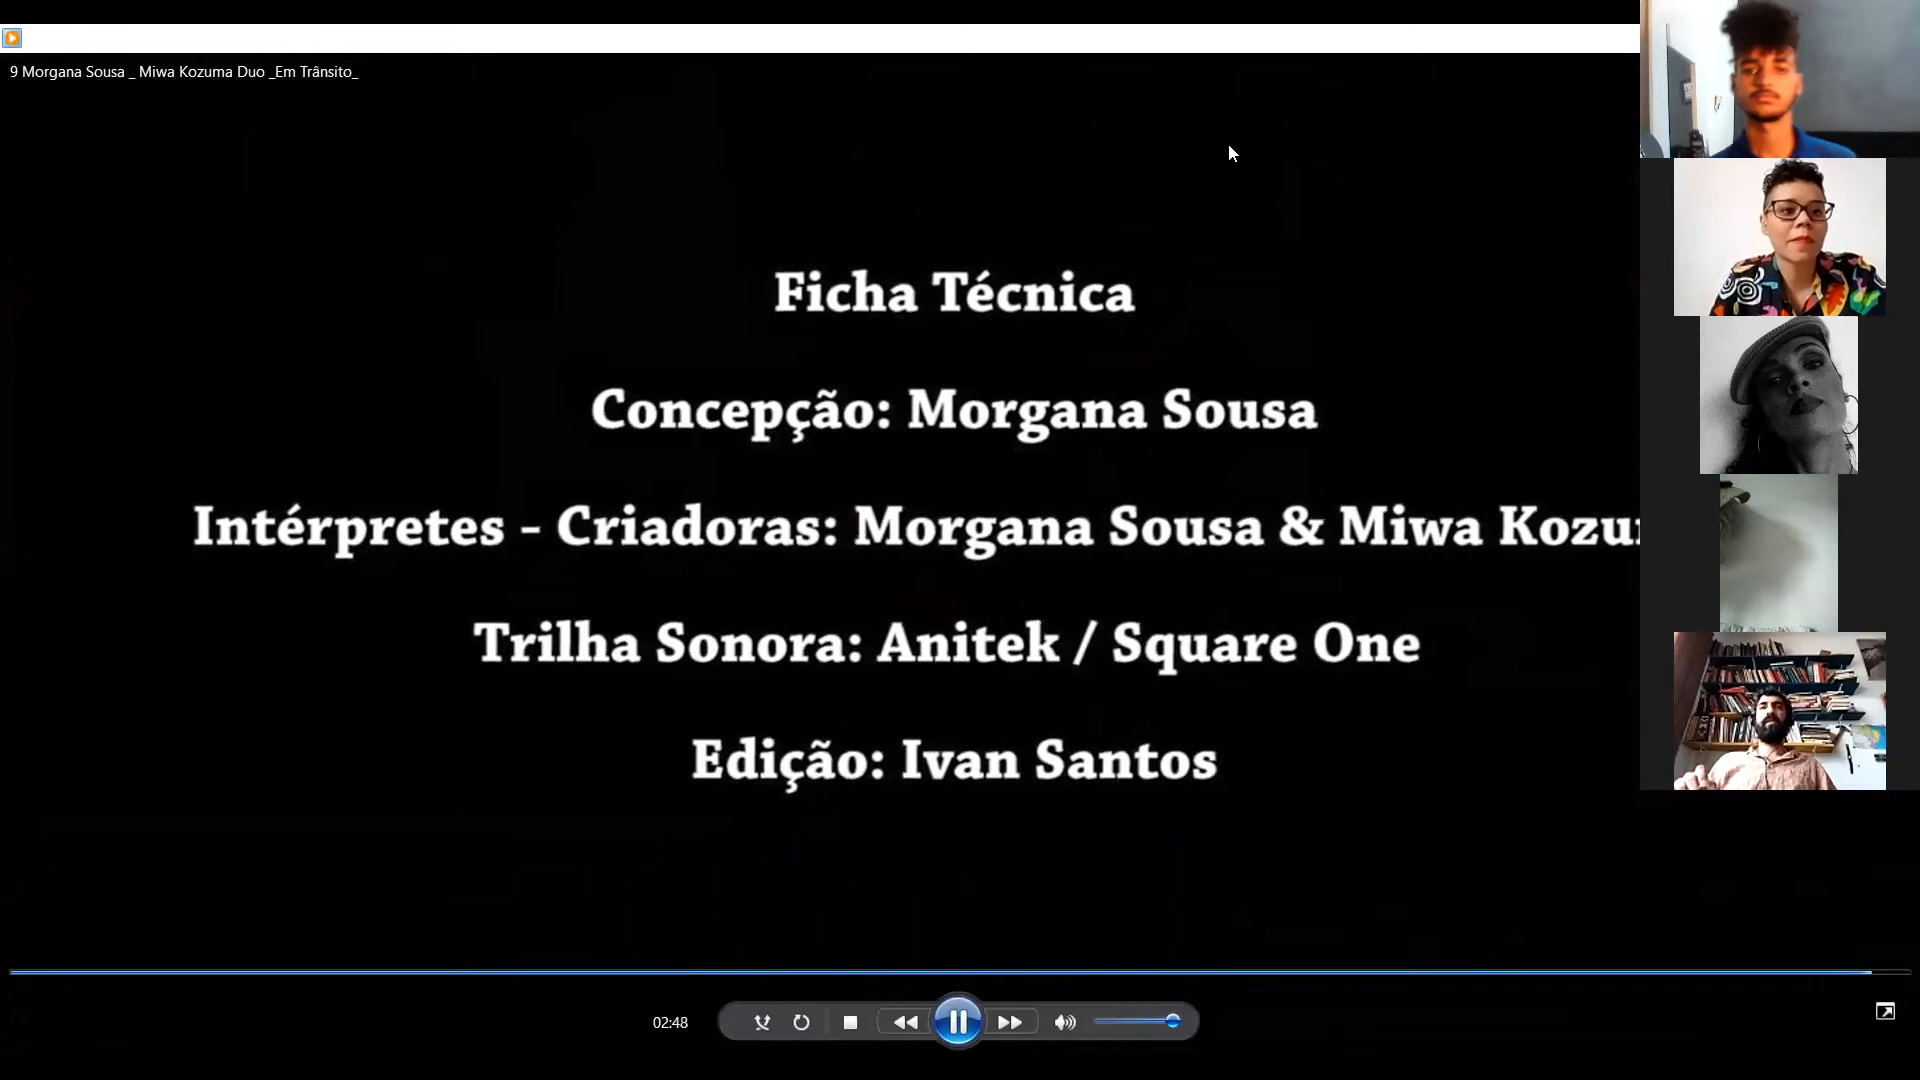 9 Morgana Sousa _ Miwa Kozuma Duo _Em Trânsito_
Ficha Técnica
Concepção: Morgana Sousa
Intérpretes - Criadoras: Morgana Sousa & Miwa
Trilha Sonora: Anitek / Square One
Edição: Ivan Santos
02:48